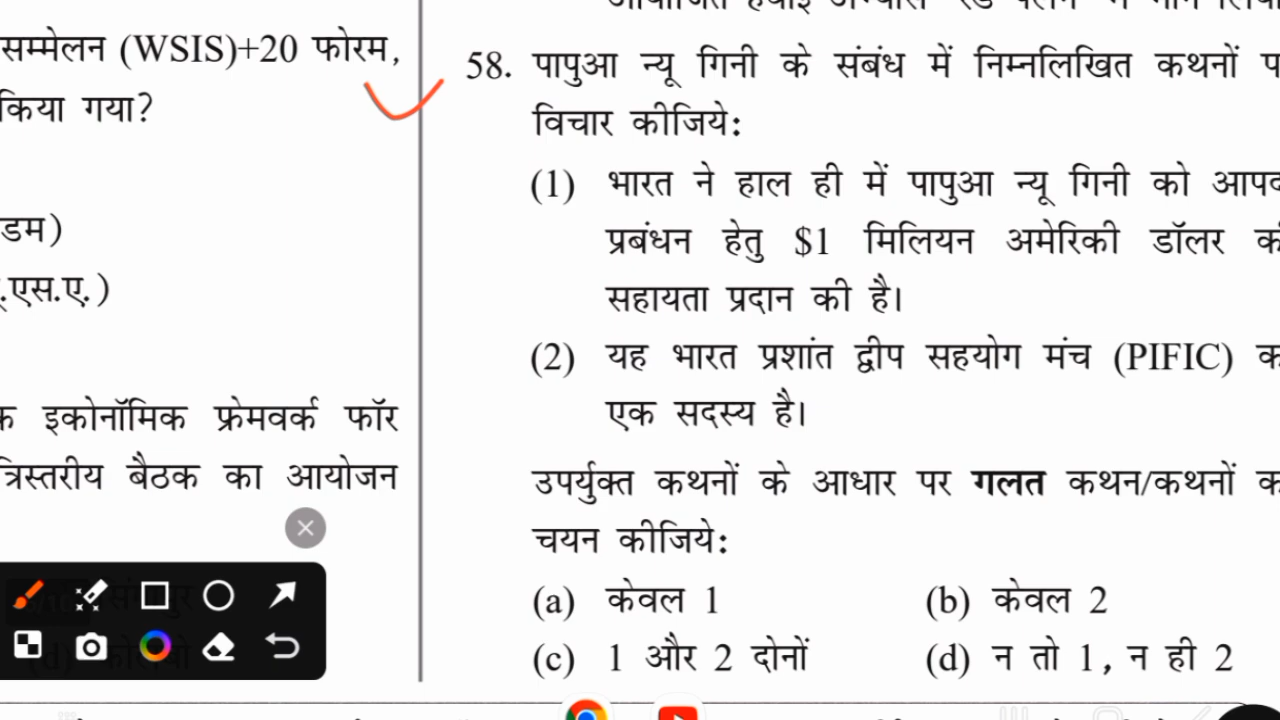 सम्मेलन (WSIS)+20 फोरम,
किया गया?
डम)
.एस.ए.)
इकोनॉमिक फ्रेमवर्क फॉर
त्रिस्तरीय बैठक का आयोजन
58. पापुआ न्यू गिनी के संबंध में निम्नलिखित कथनों
विचार कीजिये:
(1) भारत ने हाल ही में पापुआ न्यू गिनी को
प्रबंधन हेतु $1 मिलियन अमेरिकी डॉलर
सहायता प्रदान की है।
(2) यह भारत प्रशांत द्वीप सहयोग मंच (PIFIC)
एक सदस्य है।
उपर्युक्त कथनों के आधार पर गलत कथन/कथनों
चयन कीजिये:
(a) केवल 1 (b) केवल 2
(c) 1 और 2 दोनों (d) न तो 1, न ही 2